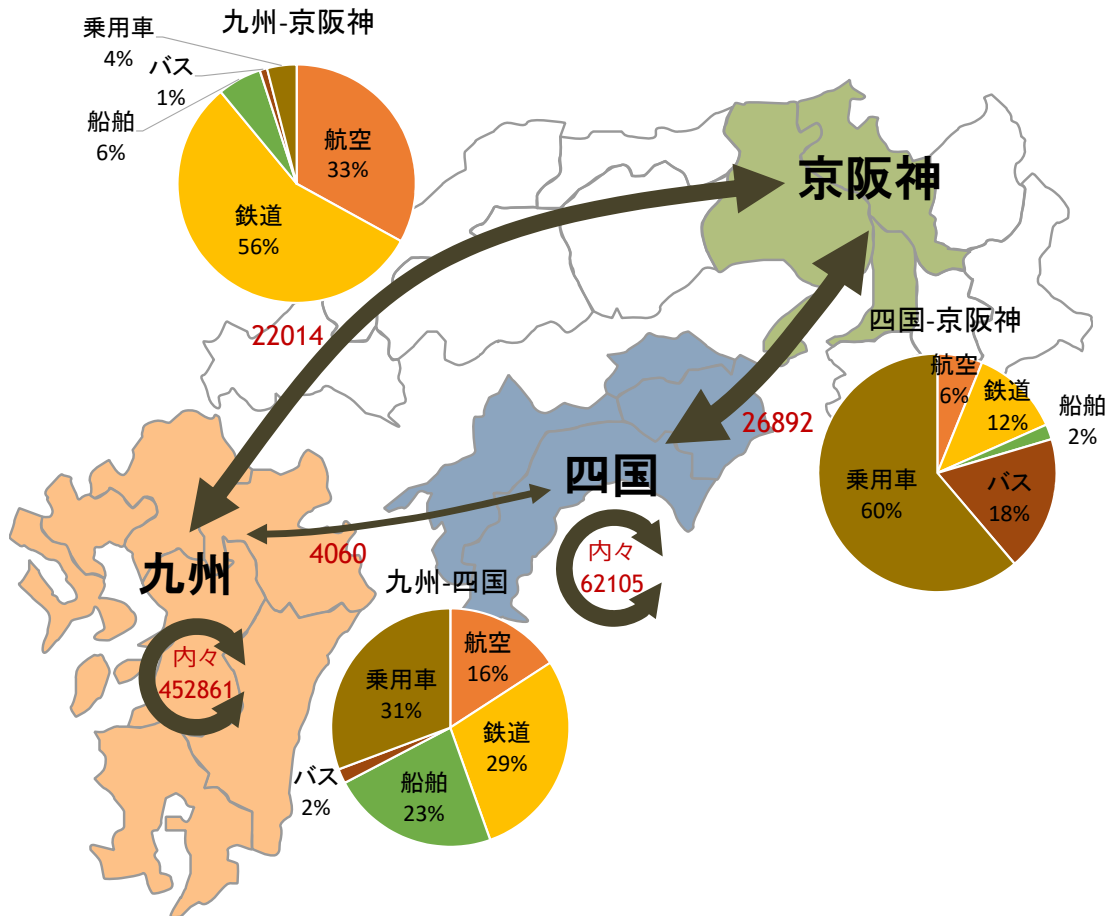 九州-京阪神
乗用車
4%
バス
1%
船舶
6%
航空
33%
鉄道
56%
京阪神
22014
四国-京阪神
航空
6%
鉄道
12%
船舶
2%
バス
18%
乗用車
60%
26892
四国
内々
62105
4060
九州
内々
452861
九州-四国
航空
16%
鉄道
29%
船舶
23%
バス
2%
乗用車
31%